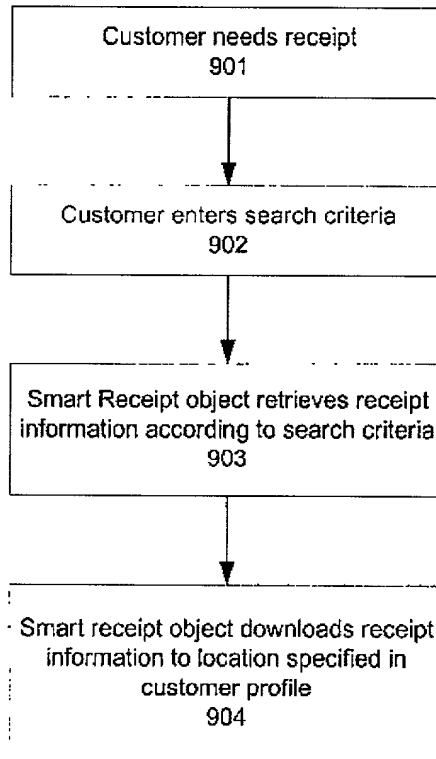 Customer needs receipt
901
Customer enters search criteria
902
Smart Receipt object retrieves receipt
information according to search criteria
903
Smart receipt object downloads receipt
information to location specified in
customer profile
904